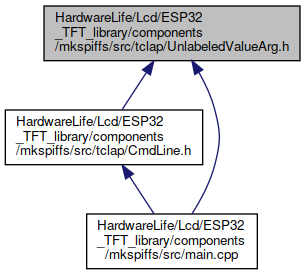 HardwareLife/Lcd/ESP32
_TFT_library/components
/mkspiffs/src/tclap/UnlabeledValueArg.h
HardwareLife/Lcd/ESP32
_TFT_library/components
/mkspiffs/src/tclap/CmdLine.h
HardwareLife/Lcd/ESP32
_TFT_library/components
/mkspiffs/src/main.cpp